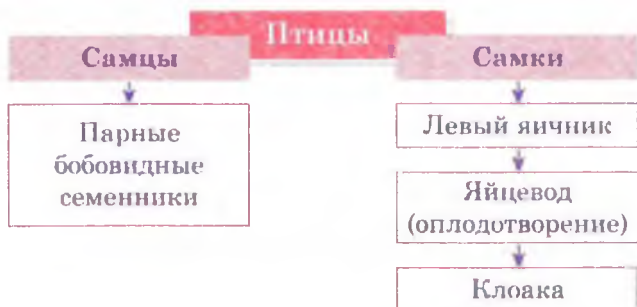 Птицы
Самцы
Парные
бобовидные
семенники
Самки
Левый яичник
Яйцевод
(оплодотворение)
Клоака